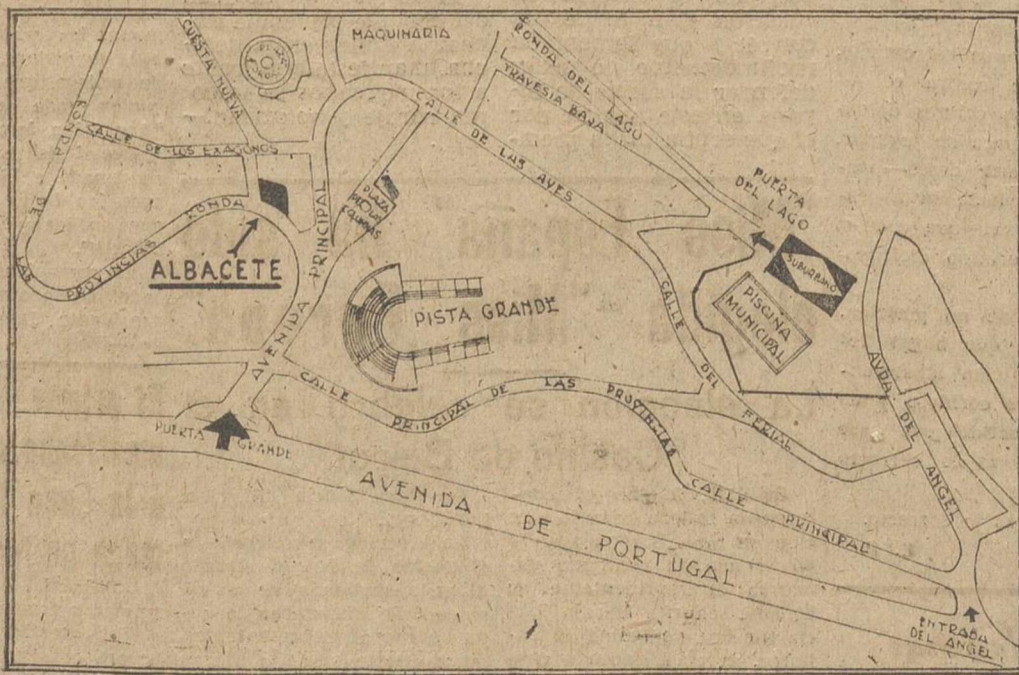 CUESTA NUEVA
MAQUINARIA
RONDA DEL LAGO
TRAVESIA BAJA
CALLE DE LAS AVES
RONDA DE LAS PROVINCIAS
CALLE DE LOS EXAGONOS
RONDA
PUERTA
DEL LAGO
PLAZA
ALBACETE
AVENIDA PRINCIPAL
SUBURBANO
PISCINA
MUNICIPAL
PISTA GRANDE
CALLE DEL FERIAL
CALLE PRINCIPAL DE LAS PROVINCIAS
AVDA DEL ANGEL
PUERTA GRANDE
CALLE PRINCIPAL
AVENIDA DE PORTUGAL
ENTRADA
DEL ANGEL